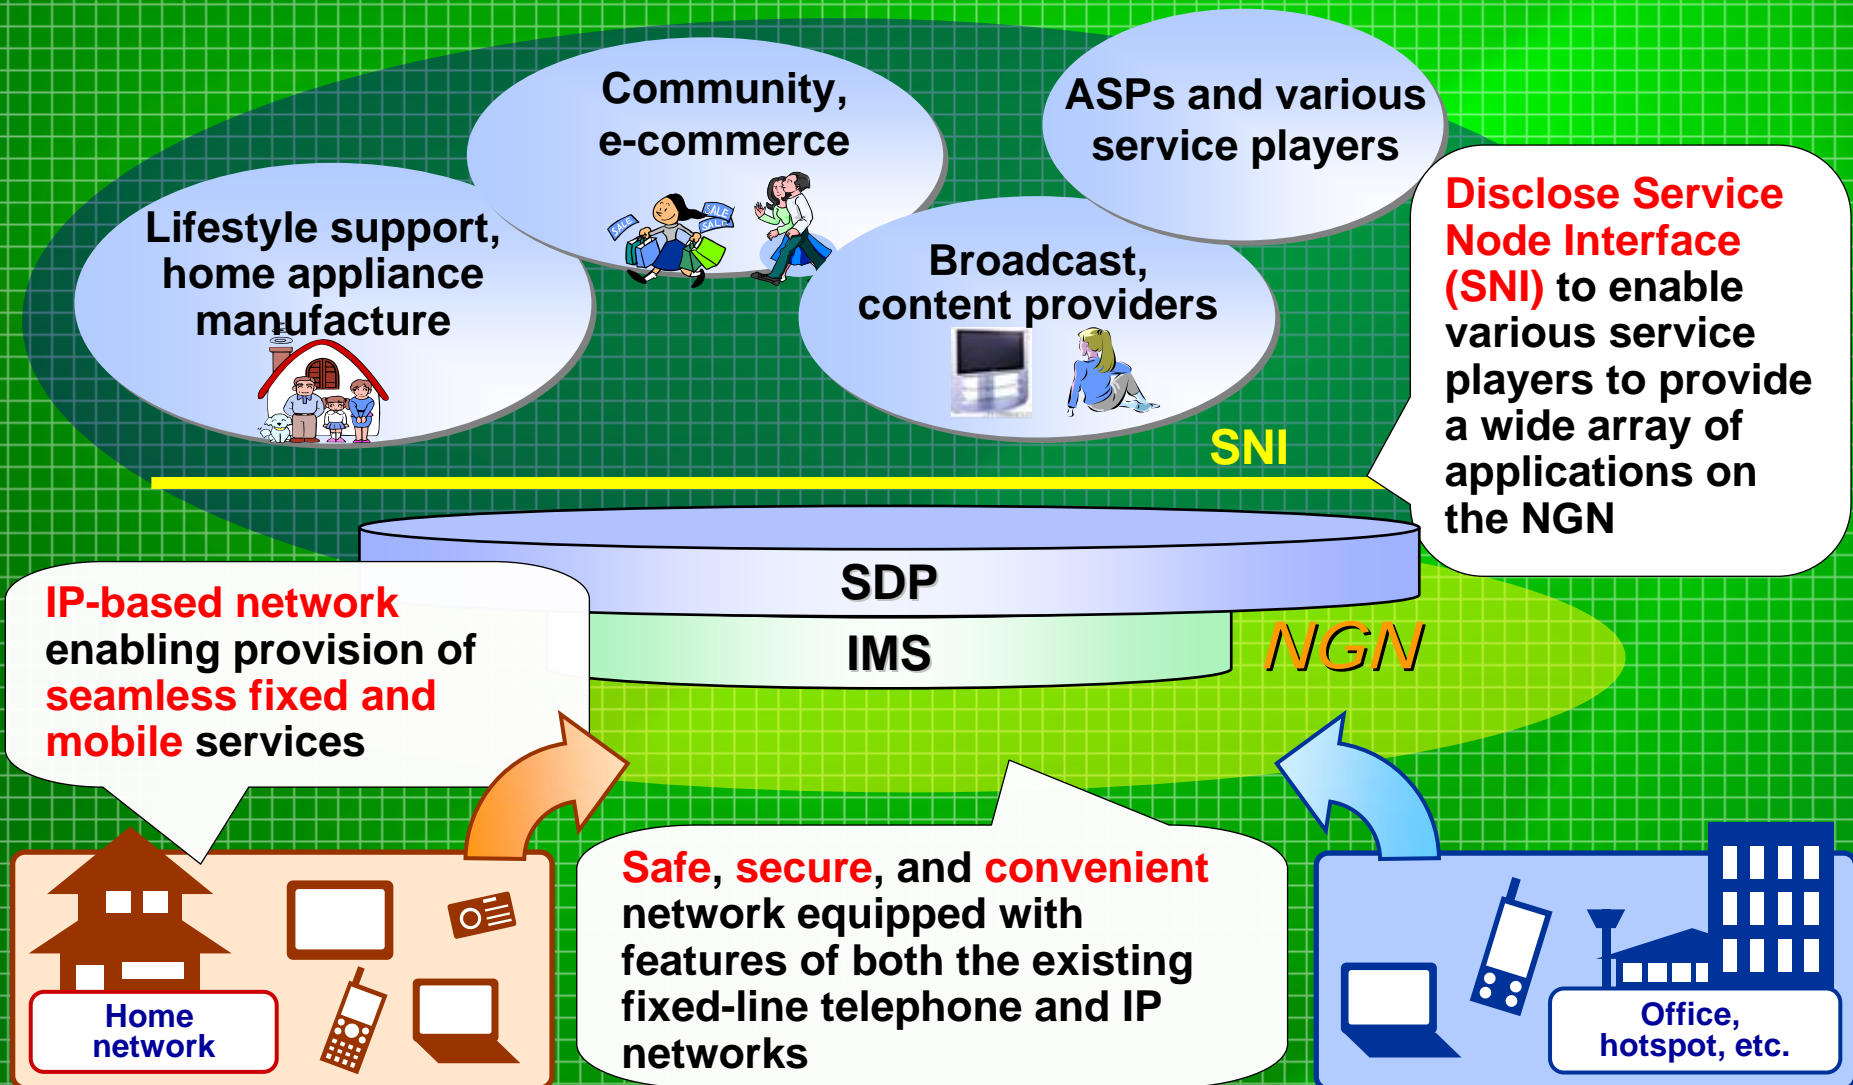 Community,
e-commerce
ASPs and various
service players
Lifestyle support,
home appliance
manufacture
SALE
SALE
SALE
Broadcast,
content providers
Disclose Service
Node Interface
(SNI) to enable
various service
players to provide
a wide array of
applications on
the NGN
SNI
SDP
IMS
NGN
IP-based network
enabling provision of
seamless fixed and
mobile services
Safe, secure, and convenient
network equipped with
features of both the existing
fixed-line telephone and IP
networks
Home
network
Office,
hotspot, etc.